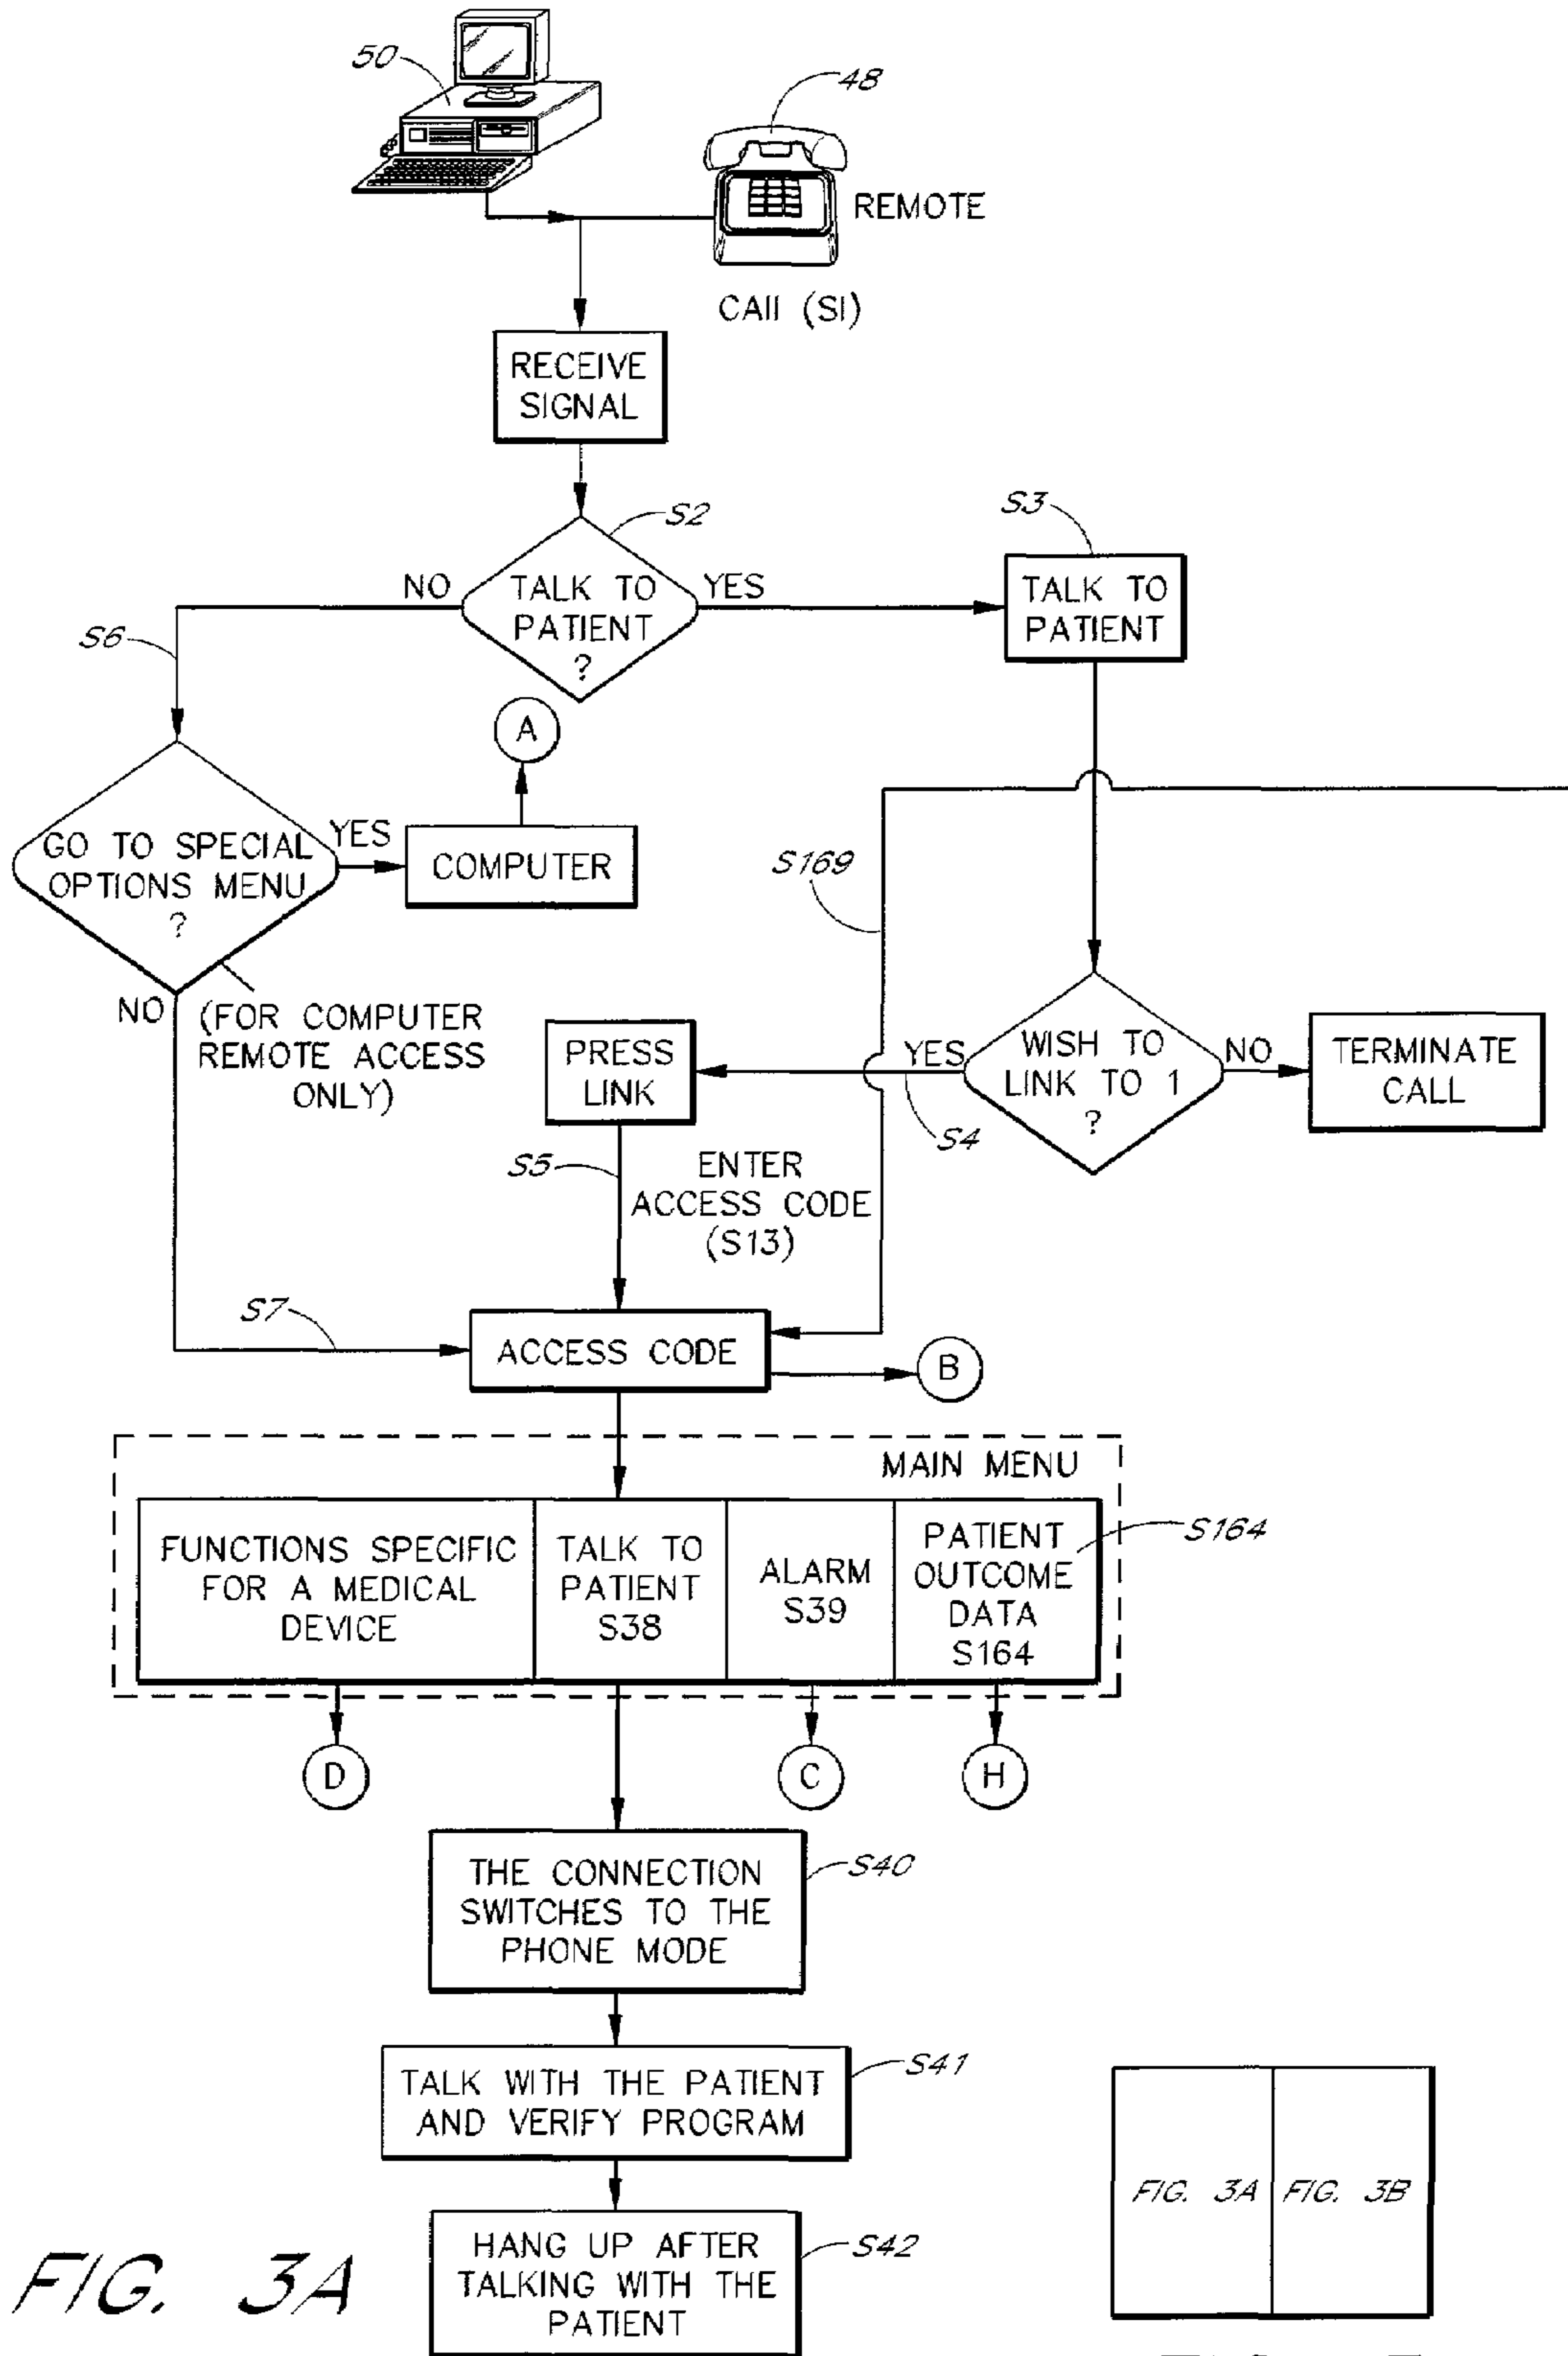 50
48
REMOTE
CAll (SI)
RECEIVE
SIGNAL
S2
S3
NO
TALK TO
PATIENT
?
YES
TALK TO
PATIENT
S6
A
GO TO SPECIAL
OPTIONS MENU
?
YES
COMPUTER
S169
NO
(FOR COMPUTER
REMOTE ACCESS
ONLY)
PRESS
LINK
YES
WISH TO
LINK TO 1
?
NO
TERMINATE
CALL
S4
S5
ENTER
ACCESS CODE
(S13)
S7
ACCESS CODE
B
MAIN MENU
FUNCTIONS SPECIFIC
FOR A MEDICAL
DEVICE
TALK TO
PATIENT
S38
ALARM
S39
PATIENT
OUTCOME
DATA
S164
S164
D
C
H
THE CONNECTION
SWITCHES TO THE
PHONE MODE
S40
TALK WITH THE PATIENT
AND VERIFY PROGRAM
S41
HANG UP AFTER
TALKING WITH THE
PATIENT
S42
FIG. 3A
FIG. 3A
FIG. 3B